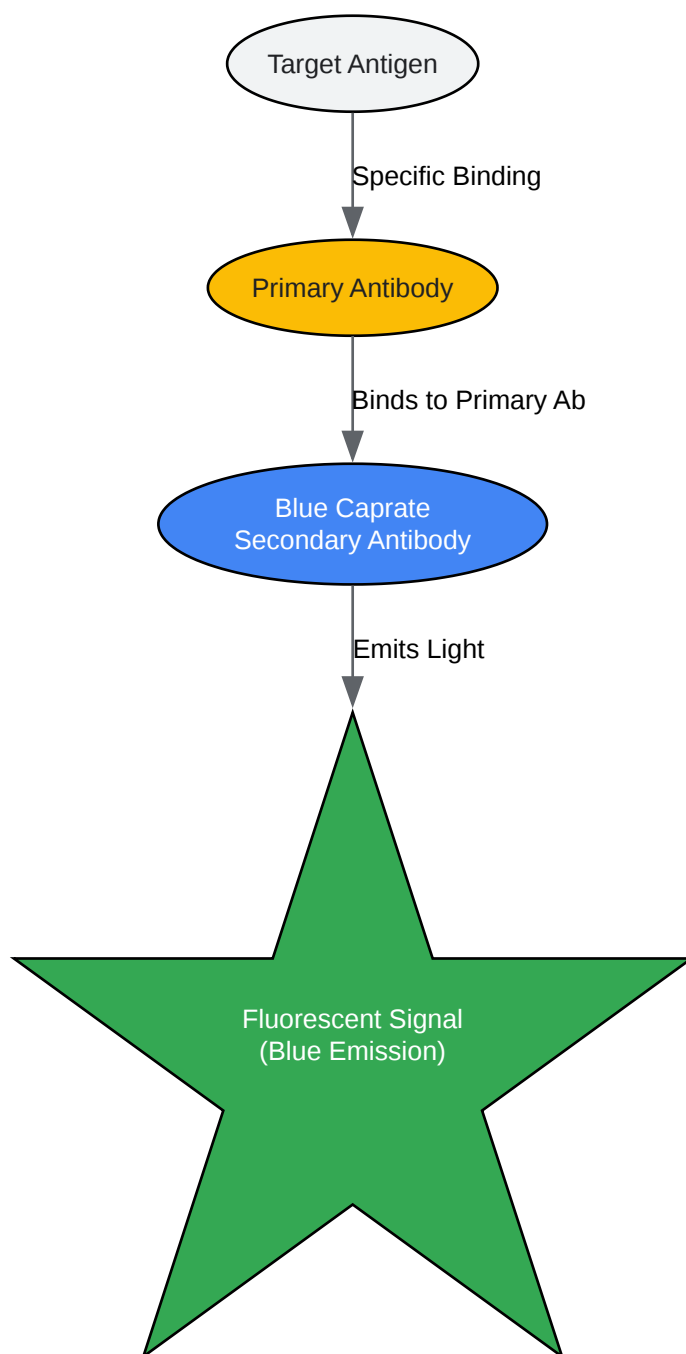 Target Antigen
Specific Binding
Primary Antibody
Binds to Primary Ab
Blue Caprate
Secondary Antibody
Emits Light
Fluorescent Signal
(Blue Emission)